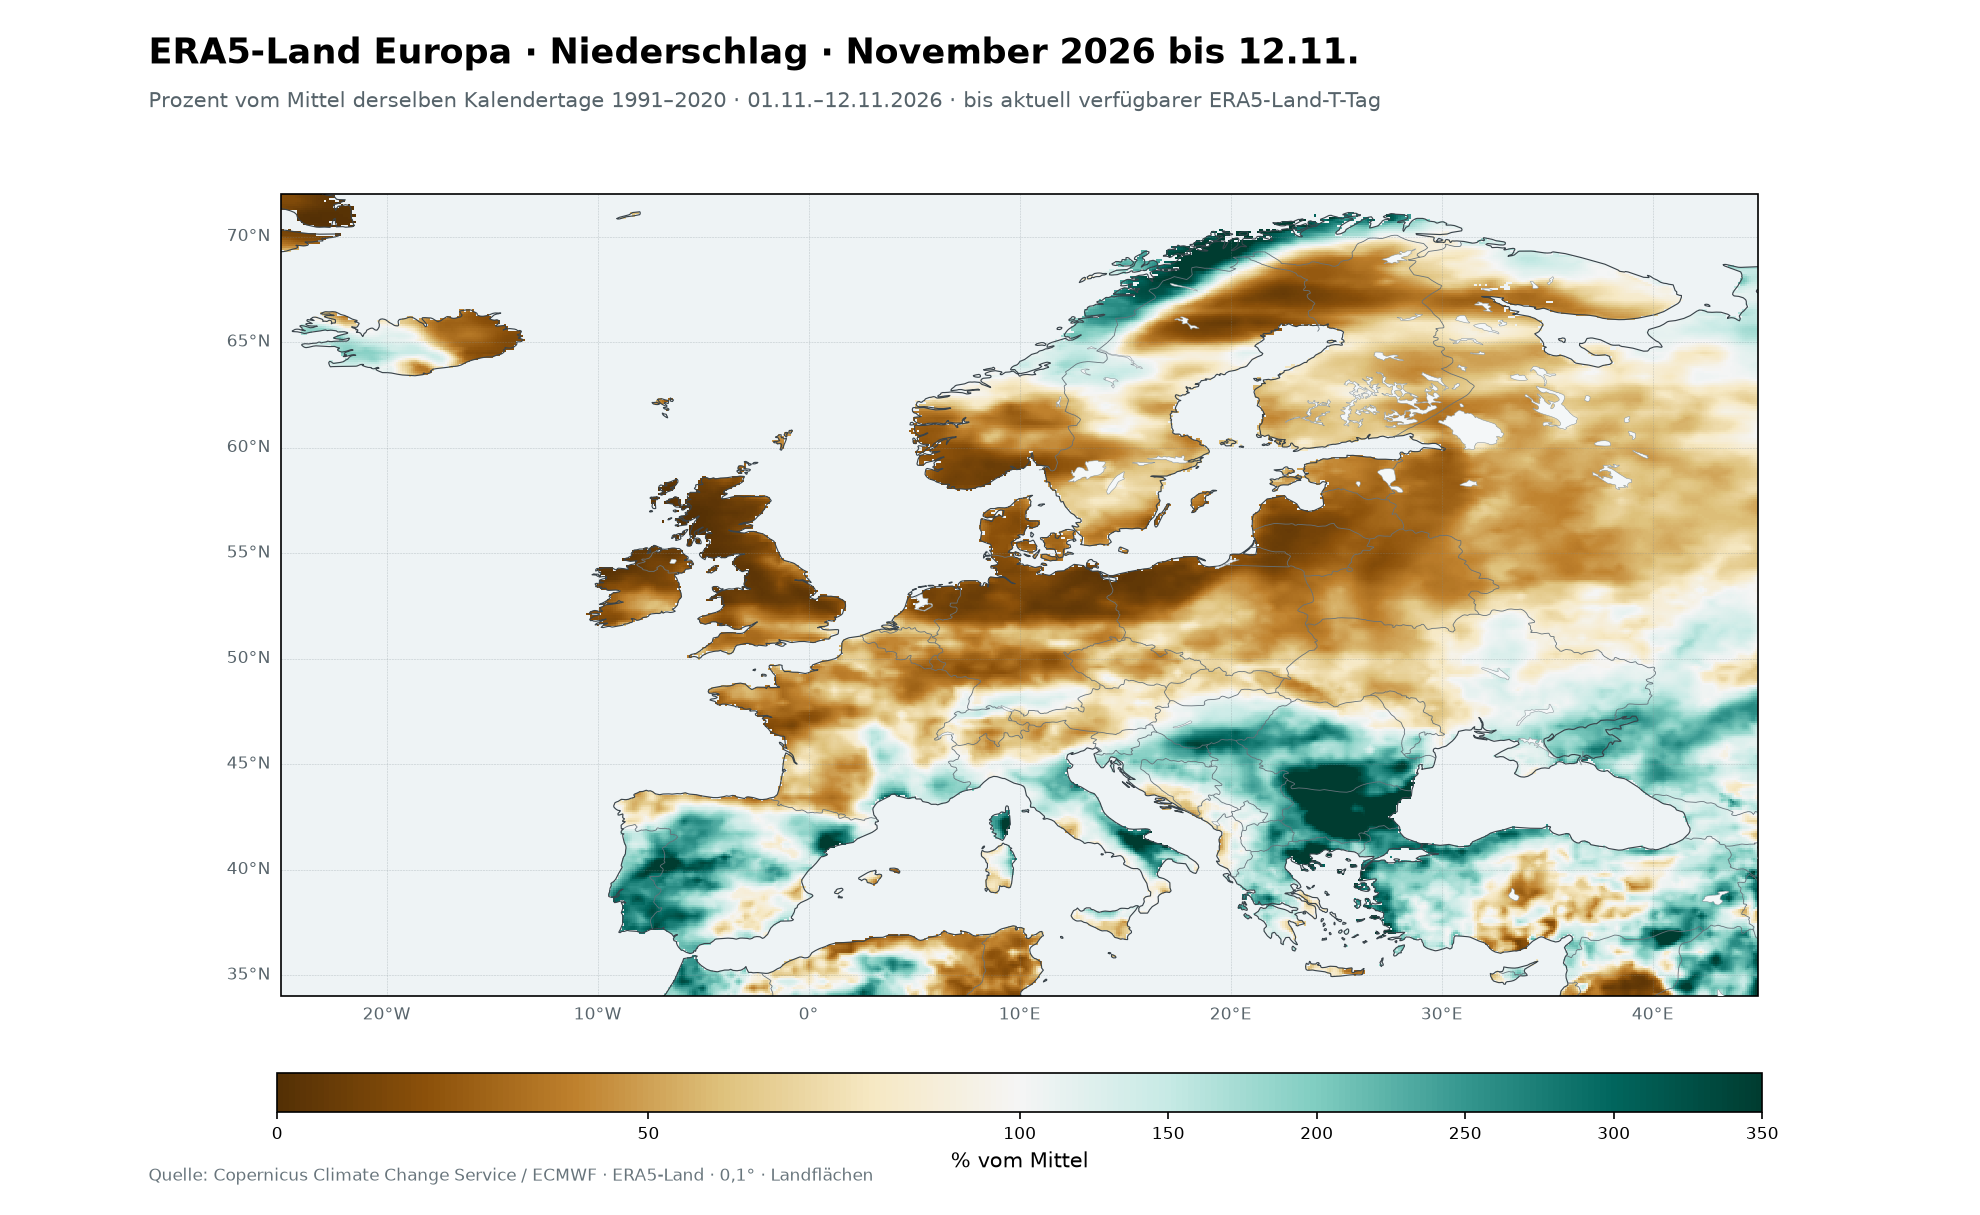 ERA5-Land Europa · Niederschlag · November 2026 bis 12.11.
Prozent vom Mittel derselben Kalendertage 1991–2020 · 01.11.–12.11.2026 · bis aktuell verfügbarer ERA5-Land-T-Tag
70°N
65°N
60°N
55°N
50°N
45°N
40°N
35°N
20°W 10°W 0° 10°E 20°E 30°E 40°E
0 50 100 150 200 250 300 350
% vom Mittel
Quelle: Copernicus Climate Change Service / ECMWF · ERA5-Land · 0,1° · Landflächen